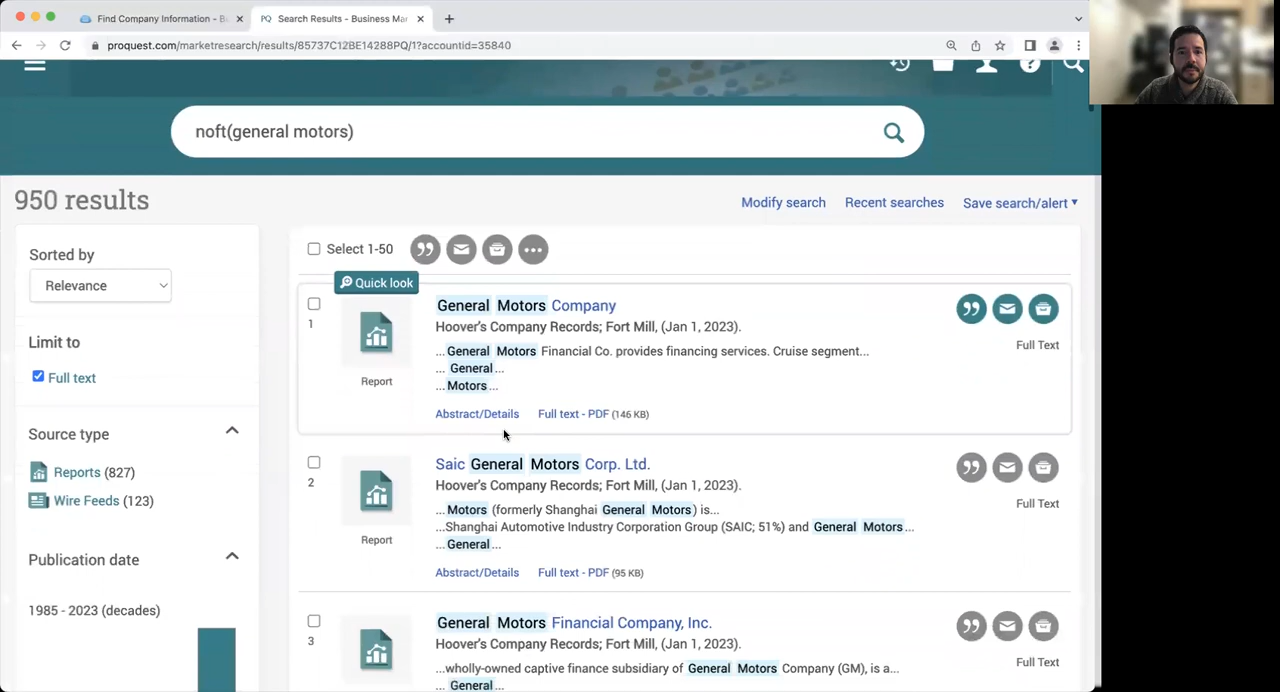 Find Company Information - B
PQ Search Results - Business Ma
proquest.com/marketresearch/results/85737C12BE14288PQ/1?accountid=35840
noft(general motors)
950 results
Modify search
Recent searches
Save search/alert
Sorted by
Relevance
Limit to
Full text
Source type
Reports (827)
Wire Feeds (123)
Publication date
1985 - 2023 (decades)
Select 1-50
Quick look
1
Report
General Motors Company
Hoover's Company Records; Fort Mill, (Jan 1, 2023).
...General Motors Financial Co. provides financing services. Cruise segment...
... General...
...Motors...
Abstract/Details Full text - PDF (146 KB)
Full Text
2
Report
Saic General Motors Corp. Ltd.
Hoover's Company Records; Fort Mill, (Jan 1, 2023).
...Motors (formerly Shanghai General Motors) is...
...Shanghai Automotive Industry Corporation Group (SAIC; 51%) and General Motors...
...General...
Abstract/Details Full text - PDF (95 KB)
Full Text
3
General Motors Financial Company, Inc.
Hoover's Company Records; Fort Mill, (Jan 1, 2023).
...wholly-owned captive finance subsidiary of General Motors Company (GM), is a...
... General...
Full Text